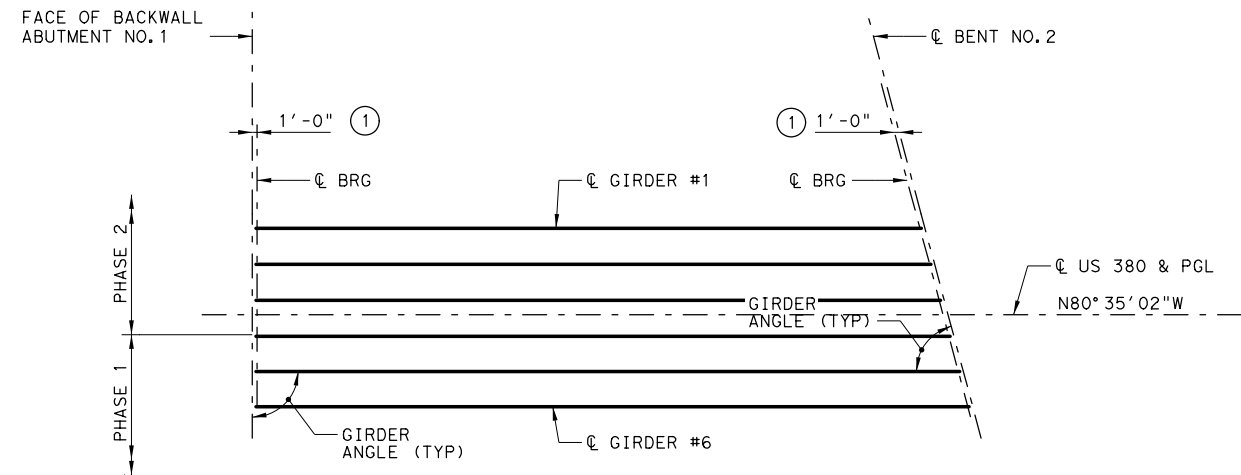 FACE OF BACKWALL
ABUTMENT NO.1
℄ BENT NO.2
1'-0" 1
1 1'-0"
℄ BRG
℄ GIRDER #1
℄ BRG
PHASE 2
℄ US 380 & PGL
N80°35'02"W
GIRDER
ANGLE (TYP)
PHASE 1
GIRDER
ANGLE (TYP)
℄ GIRDER #6